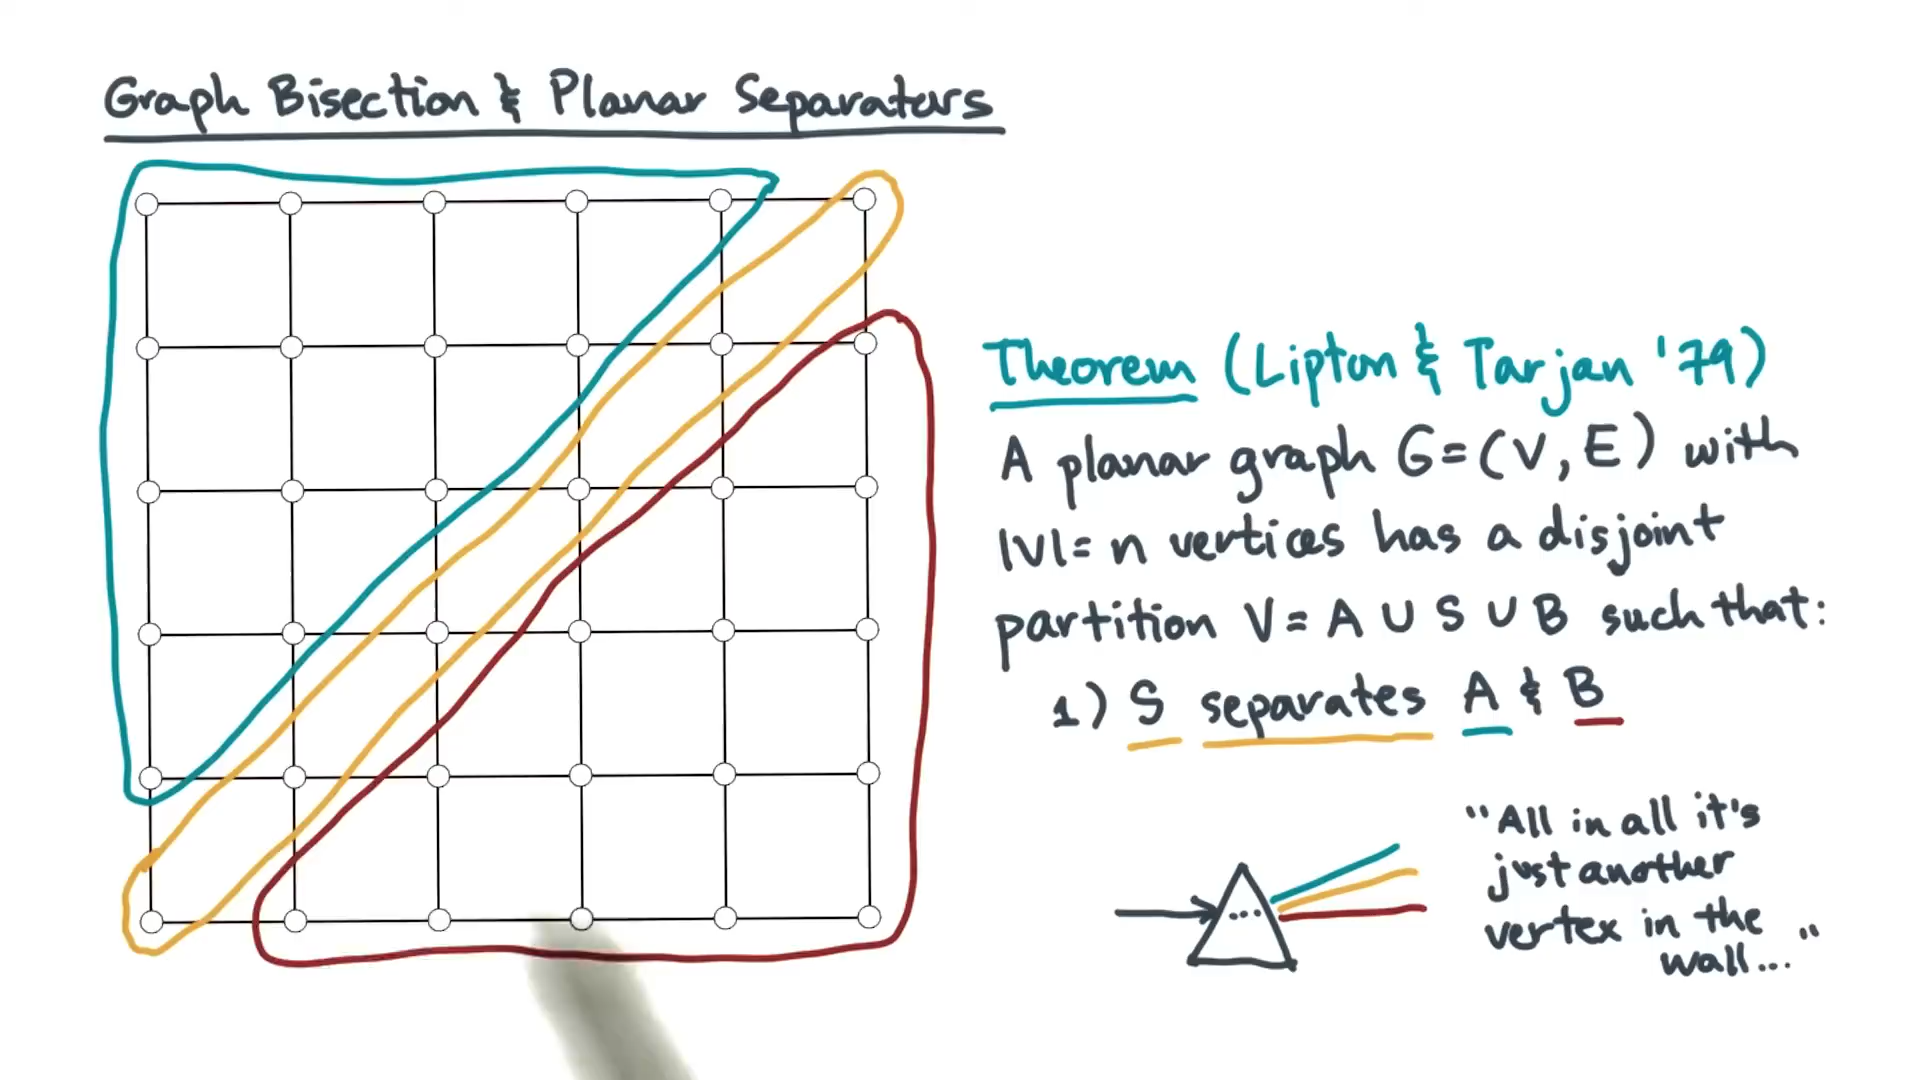 Graph Bisection & Planar Separators
Theorem (Lipton & Tarjan '79)
A planar graph G=(V,E) with
|V|= n vertices has a disjoint
partition V= A ∪ S ∪ B such that:
1) S separates A & B
"All in all it's
just another
vertex in the
wall..."
...